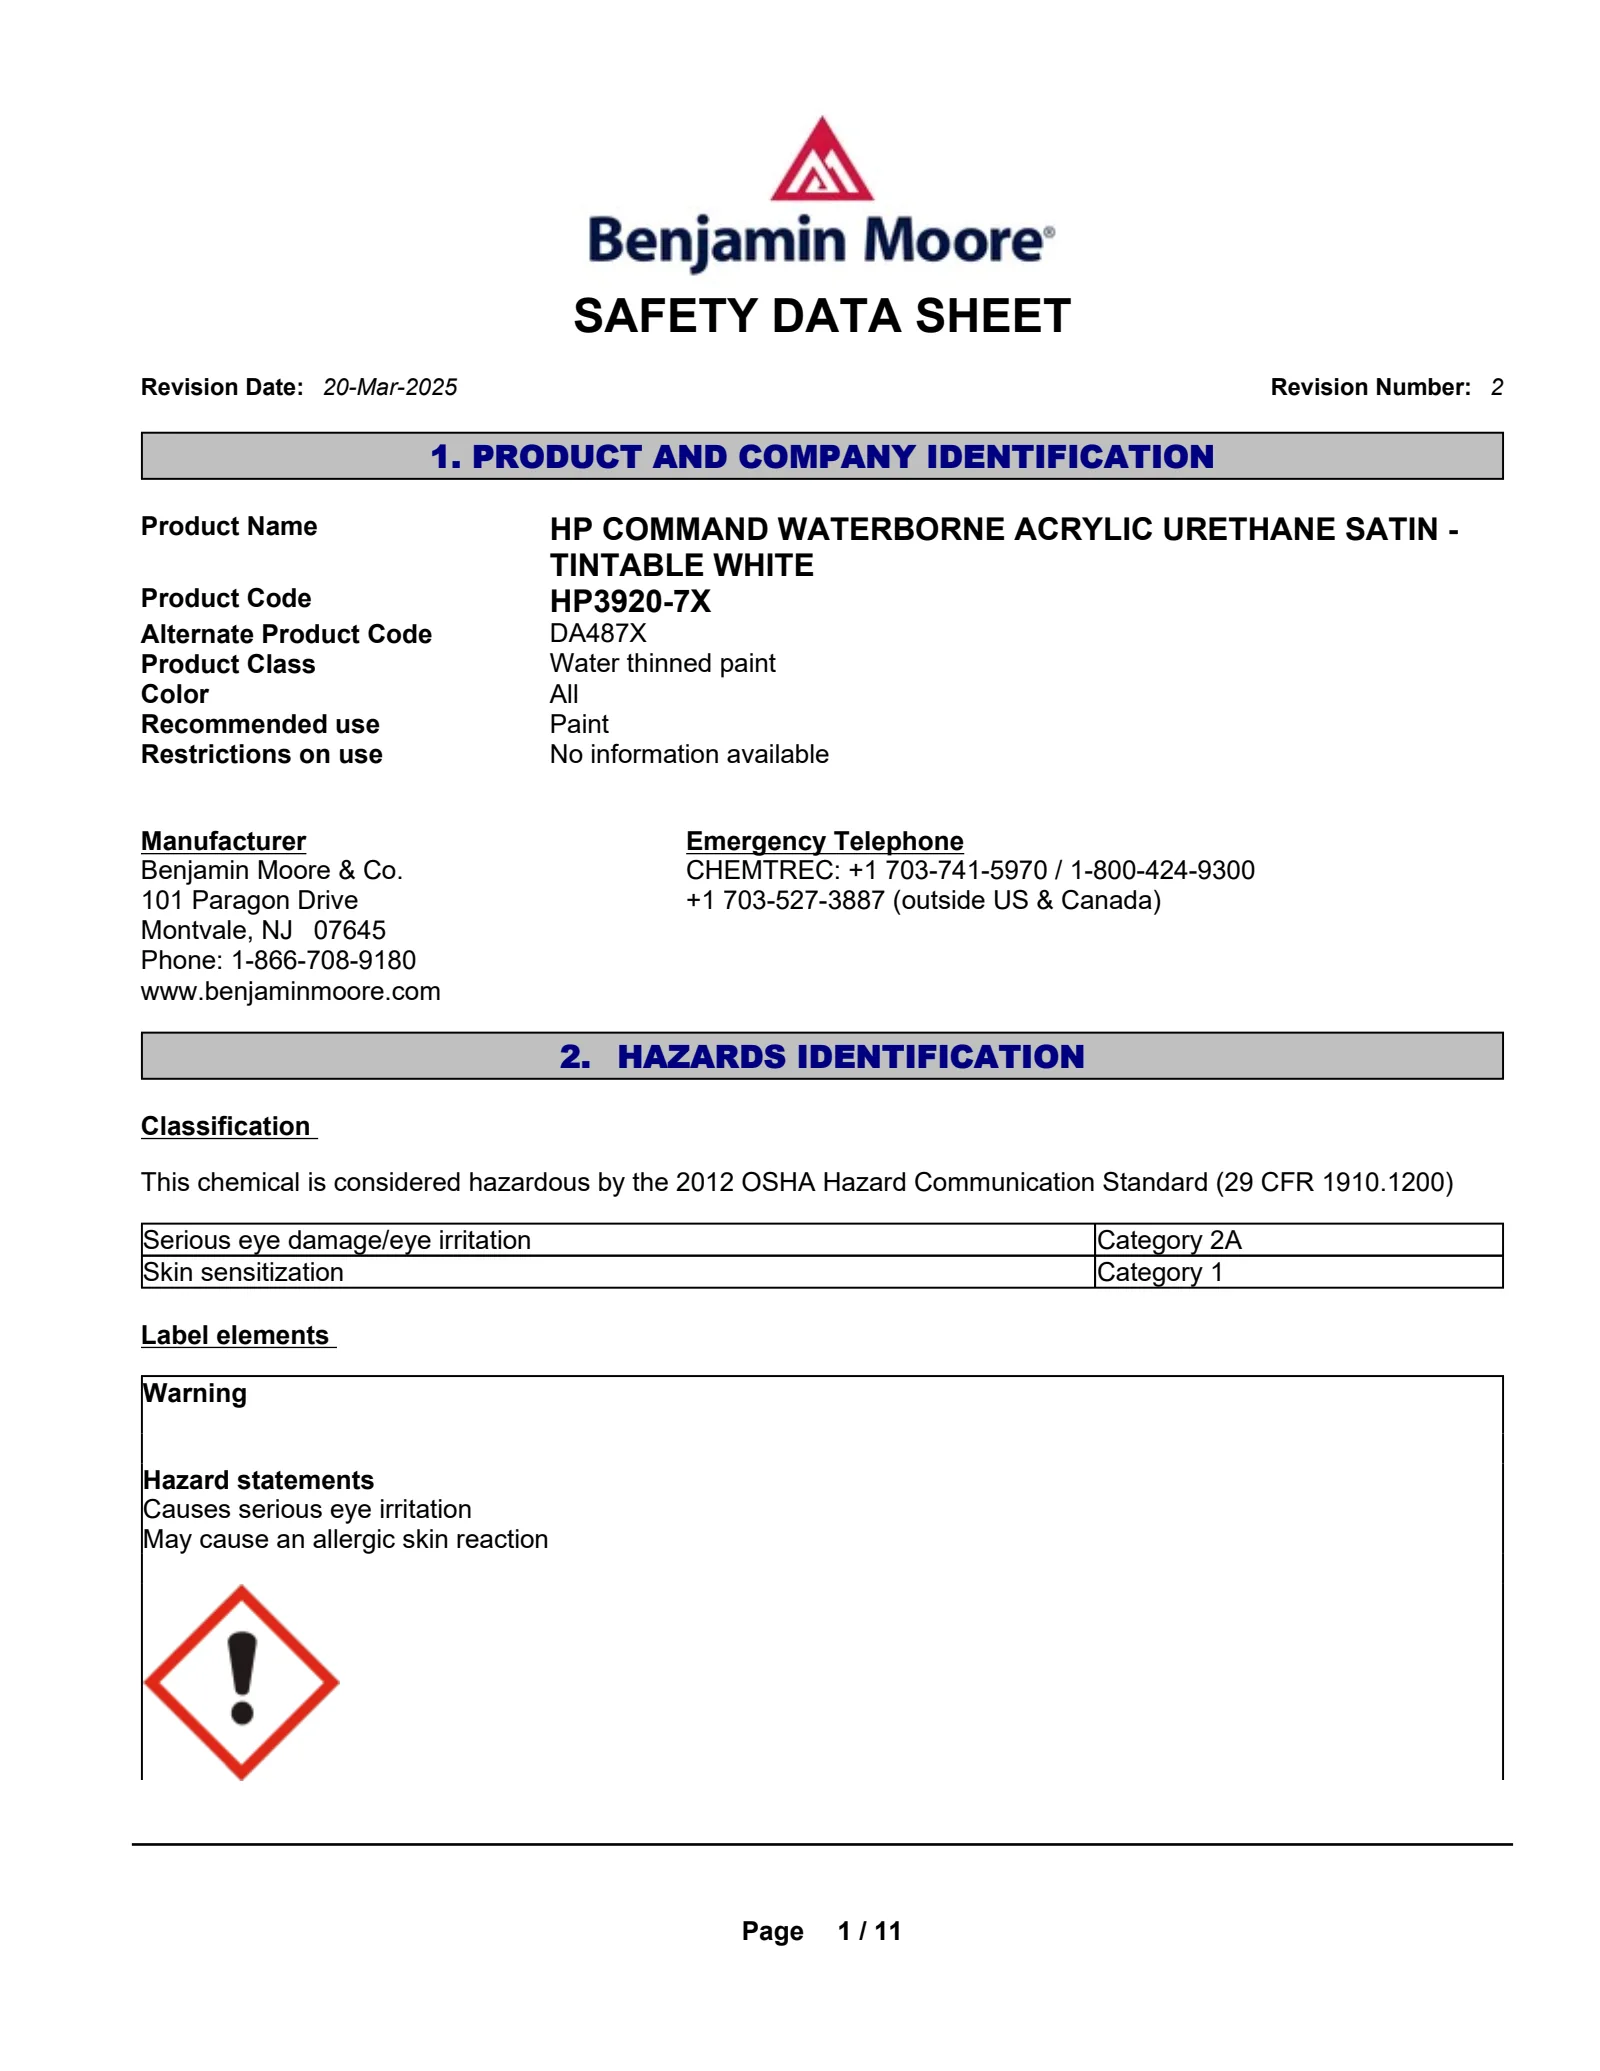 Benjamin Moore®
SAFETY DATA SHEET
Revision Date: 20-Mar-2025 Revision Number: 2
1. PRODUCT AND COMPANY IDENTIFICATION
Product Name HP COMMAND WATERBORNE ACRYLIC URETHANE SATIN -
TINTABLE WHITE
Product Code HP3920-7X
Alternate Product Code DA487X
Product Class Water thinned paint
Color All
Recommended use Paint
Restrictions on use No information available
Manufacturer
Benjamin Moore & Co.
101 Paragon Drive
Montvale, NJ 07645
Phone: 1-866-708-9180
www.benjaminmoore.com
Emergency Telephone
CHEMTREC: +1 703-741-5970 / 1-800-424-9300
+1 703-527-3887 (outside US & Canada)
2. HAZARDS IDENTIFICATION
Classification
This chemical is considered hazardous by the 2012 OSHA Hazard Communication Standard (29 CFR 1910.1200)
Serious eye damage/eye irritation Category 2A
Skin sensitization Category 1
Label elements
Warning
Hazard statements
Causes serious eye irritation
May cause an allergic skin reaction
Page 1 / 11